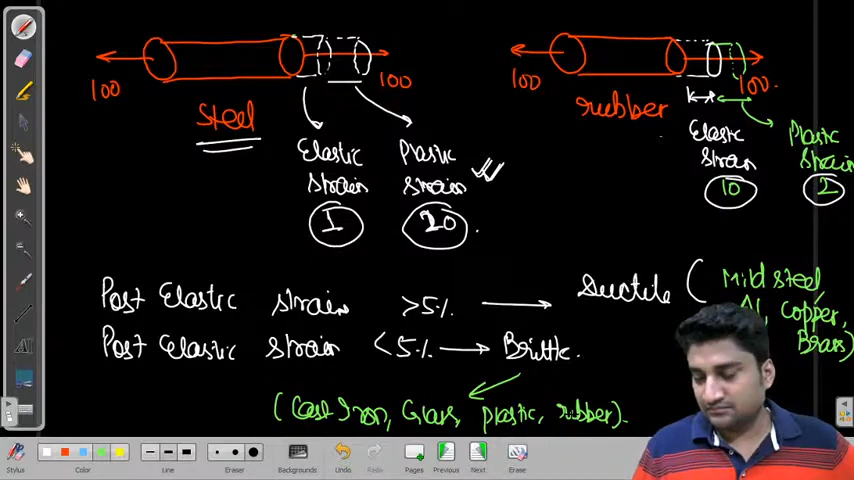 100
100
steel
Elastic
strain
1
Plastic
strain
20
100
100
rubber
Elastic
strain
10
Plastic
strain
2
Post Elastic strain >5% → Ductile ( Mild steel,
Al, Copper,
Brass)
Post Elastic strain <5% → Brittle.
(Cast Iron, Glass, plastic, rubber).
Stylus
Color
Line
Eraser
Backgrounds
Undo
Redo
Pages
Previous
Next
Erase